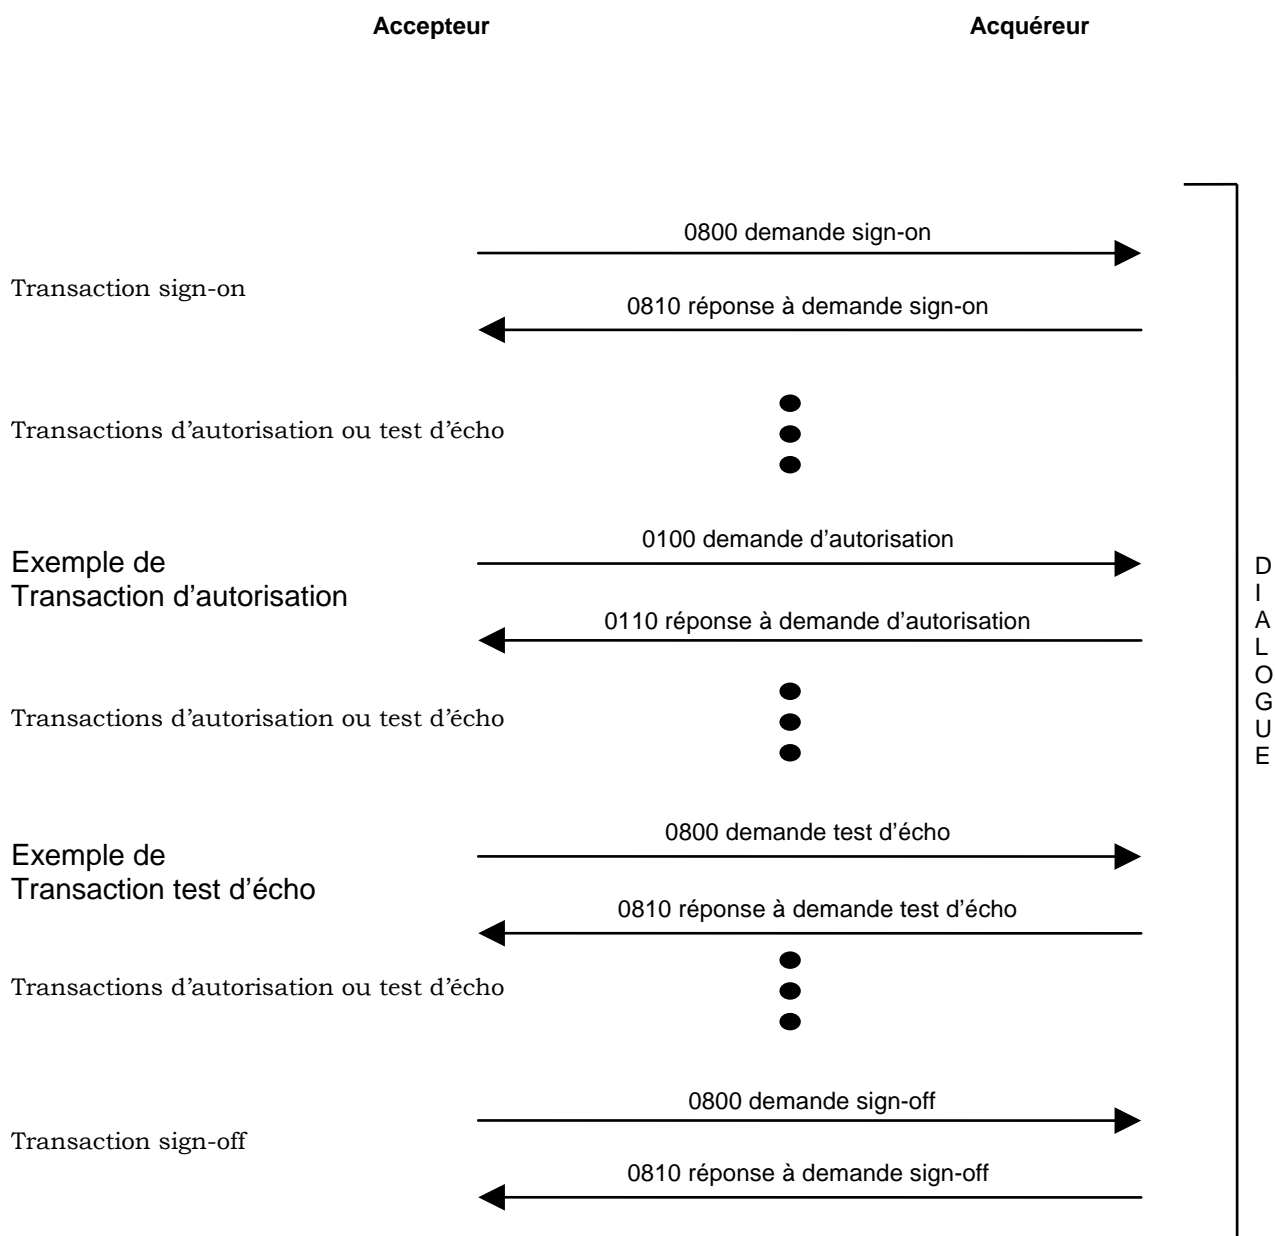 Accepteur Acquéreur
0800 demande sign-on
Transaction sign-on
0810 réponse à demande sign-on
Transactions d’autorisation ou test d’écho
0100 demande d’autorisation
Exemple de
Transaction d’autorisation
0110 réponse à demande d’autorisation
Transactions d’autorisation ou test d’écho
0800 demande test d’écho
Exemple de
Transaction test d’écho
0810 réponse à demande test d’écho
Transactions d’autorisation ou test d’écho
0800 demande sign-off
Transaction sign-off
0810 réponse à demande sign-off
D
I
A
L
O
G
U
E